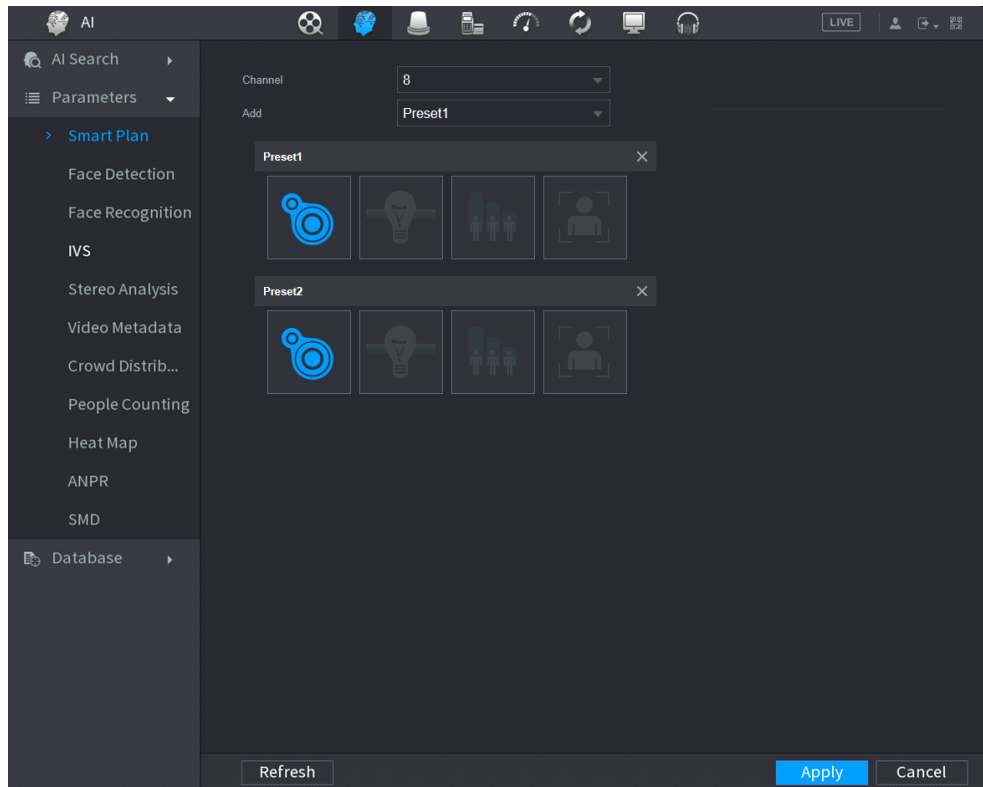 AI
LIVE
AI Search
Parameters
Smart Plan
Face Detection
Face Recognition
IVS
Stereo Analysis
Video Metadata
Crowd Distrib...
People Counting
Heat Map
ANPR
SMD
Database
Channel 8
Add Preset1
Preset1
Preset2
Refresh Apply Cancel